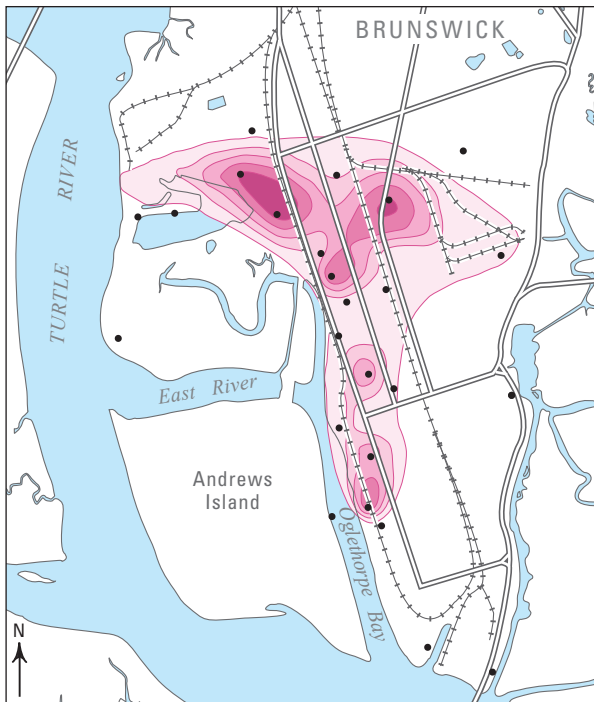 BRUNSWICK
TURTLE RIVER
East River
Andrews
Island
Oglethorpe Bay
N